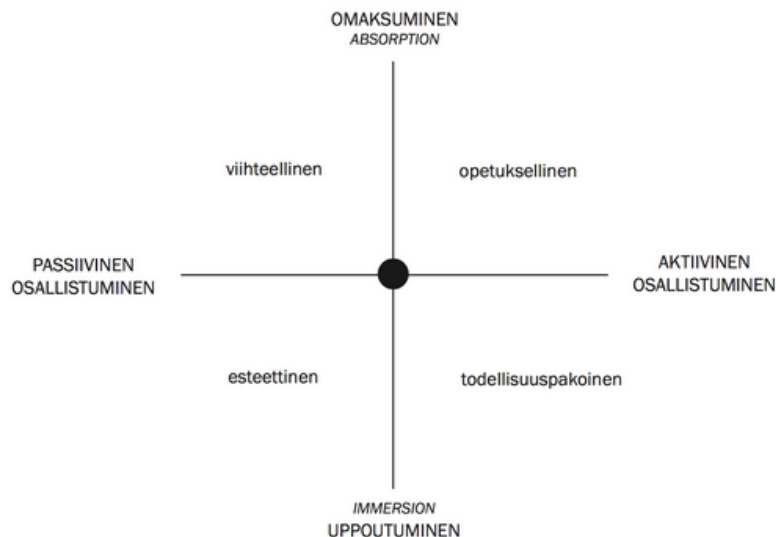 OMAKSUMINEN
ABSORPTION
viihteellinen
opetuksellinen
PASSIIVINEN
OSALLISTUMINEN
AKTIIVINEN
OSALLISTUMINEN
esteettinen
todellisuuspakoinen
IMMERSION
UPPOUTUMINEN